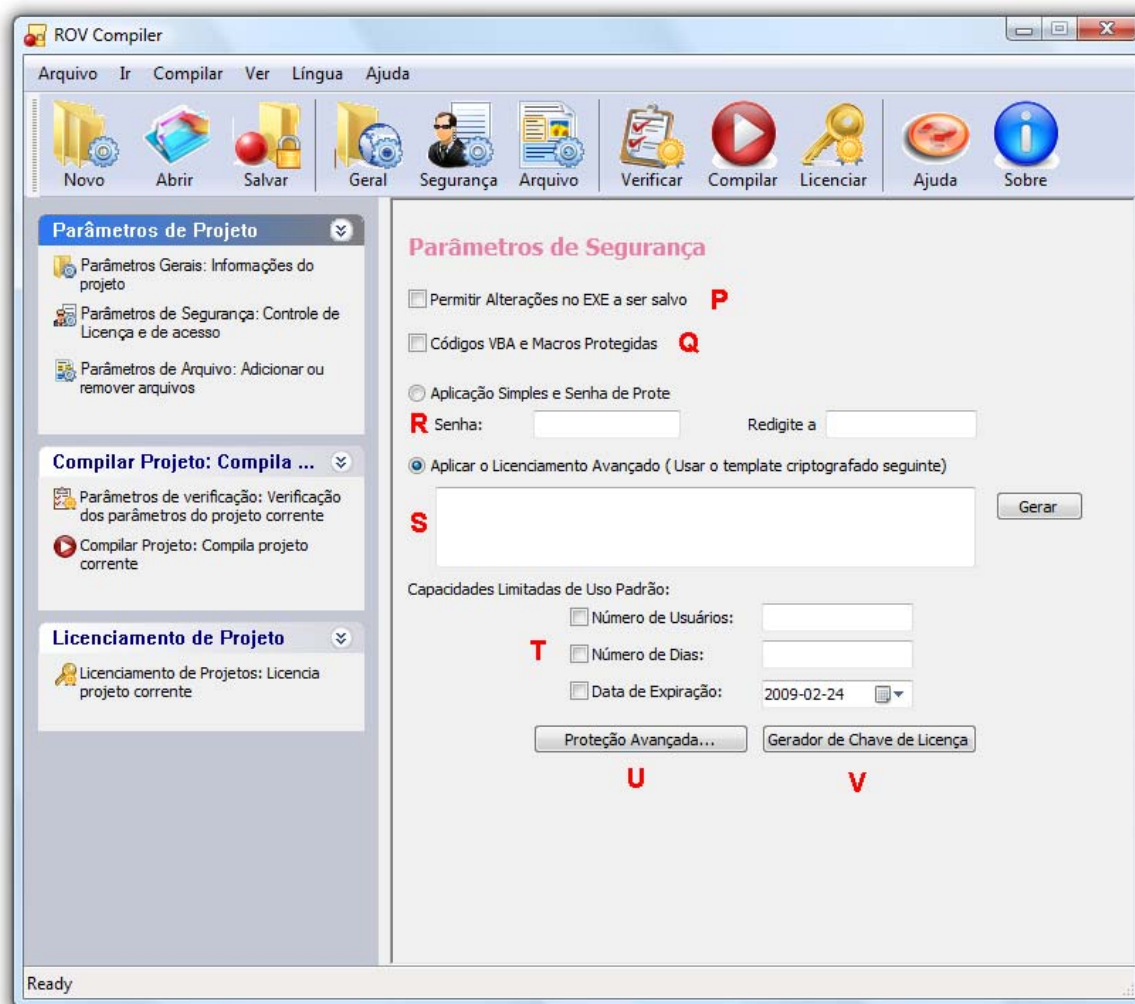 ROV Compiler
Arquivo Ir Compilar Ver Língua Ajuda
Novo Abrir Salvar Geral Segurança Arquivo Verificar Compilar Licenciar Ajuda Sobre
Parâmetros de Projeto
Parâmetros Gerais: Informações do
projeto
Parâmetros de Segurança: Controle de
Licença e de acesso
Parâmetros de Arquivo: Adicionar ou
remover arquivos
Compilar Projeto: Compila ...
Parâmetros de verificação: Verificação
dos parâmetros do projeto corrente
Compilar Projeto: Compila projeto
corrente
Licenciamento de Projeto
Licenciamento de Projetos: Licencia
projeto corrente
Parâmetros de Segurança
Permitir Alterações no EXE a ser salvo P
Códigos VBA e Macros Protegidas Q
Aplicação Simples e Senha de Prote
R Senha: Redigite a
Aplicar o Licenciamento Avançado ( Usar o template criptografado seguinte)
S Gerar
Capacidades Limitadas de Uso Padrão:
Número de Usuários:
T Número de Dias:
Data de Expiração: 2009-02-24
Proteção Avançada... Gerador de Chave de Licença
U V
Ready